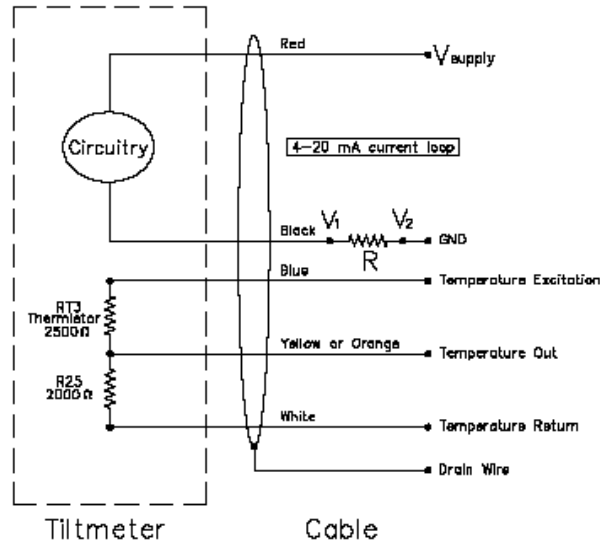 Red
Vsupply
Circuitry
4-20 mA current loop
Black
V1
V2
GND
R
Blue
Temperature Excitation
RT3
Thermistor
2500Ω
Yellow or Orange
Temperature Out
R25
2000Ω
White
Temperature Return
Drain Wire
Tiltmeter
Cable